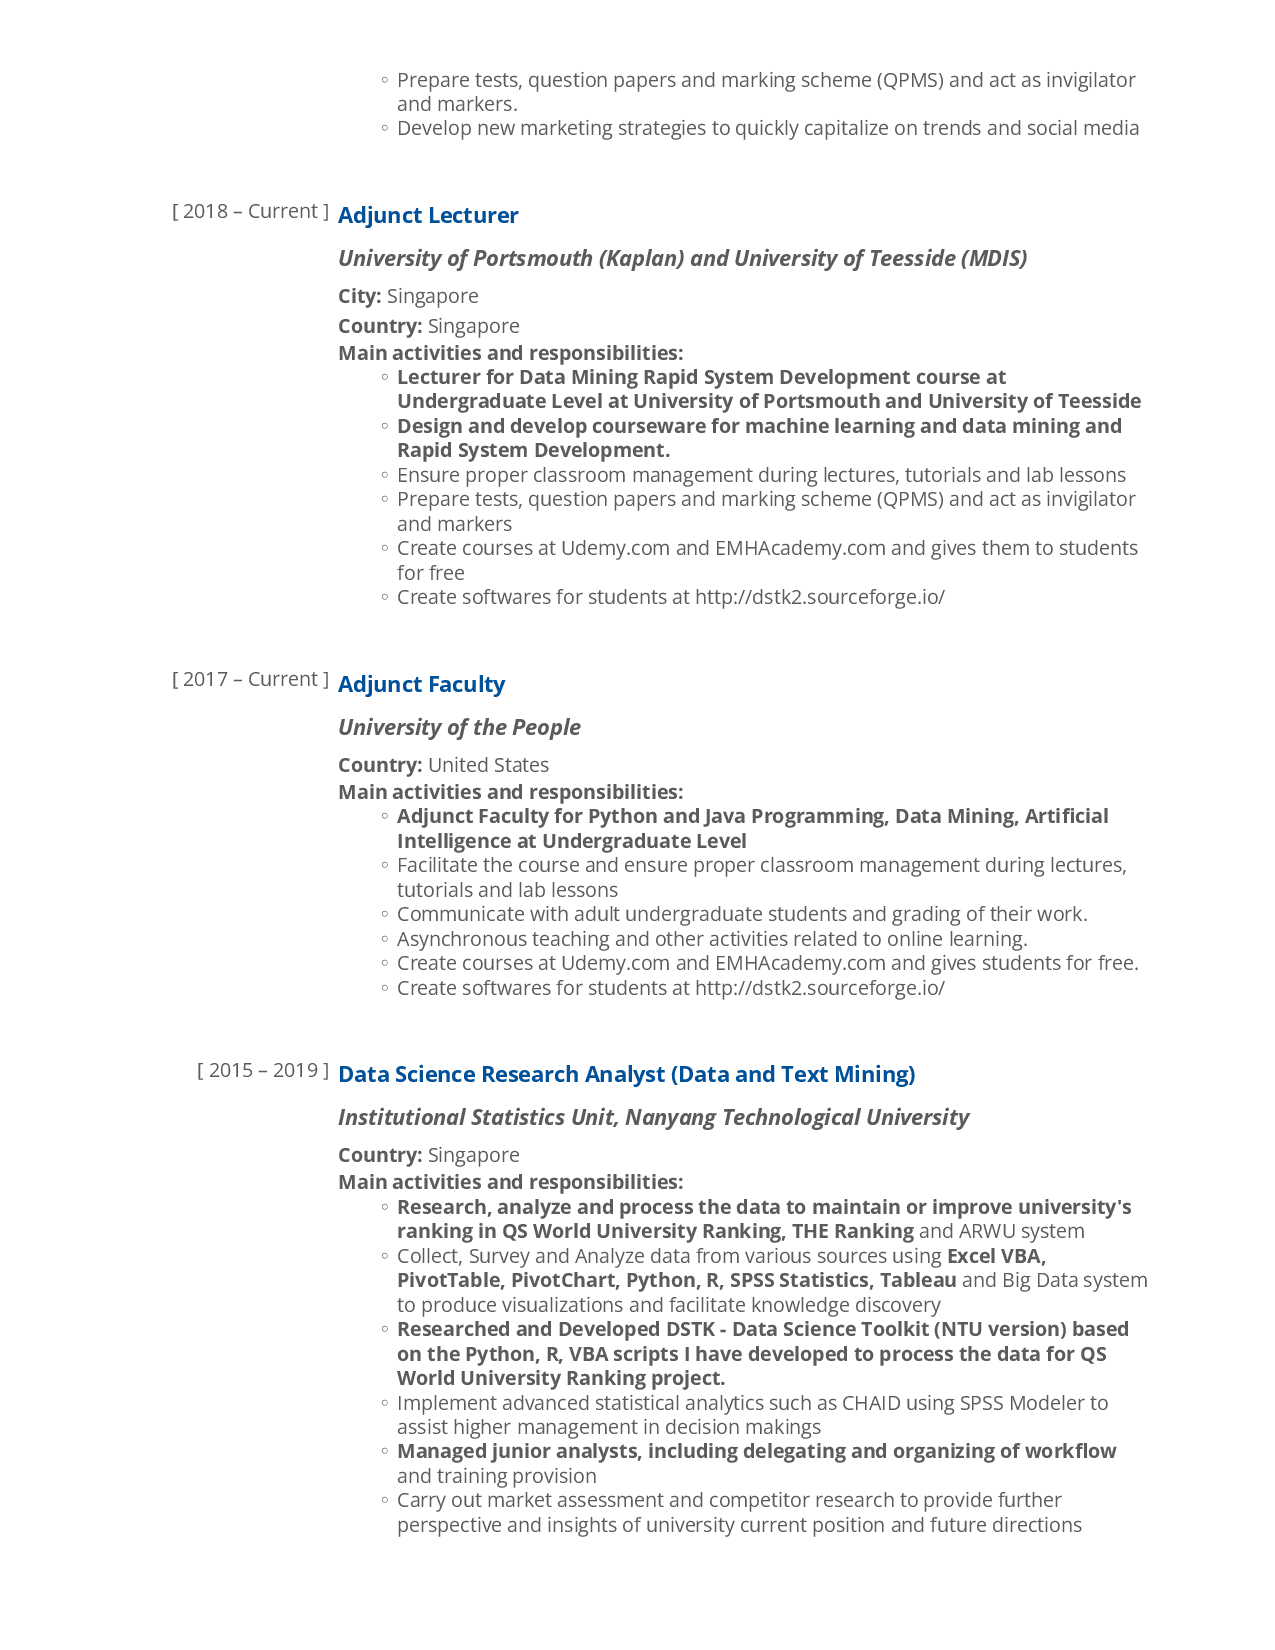 ◦ Prepare tests, question papers and marking scheme (QPMS) and act as invigilator
and markers.
◦ Develop new marketing strategies to quickly capitalize on trends and social media
[ 2018 – Current ] Adjunct Lecturer
University of Portsmouth (Kaplan) and University of Teesside (MDIS)
City: Singapore
Country: Singapore
Main activities and responsibilities:
◦ Lecturer for Data Mining Rapid System Development course at
Undergraduate Level at University of Portsmouth and University of Teesside
◦ Design and develop courseware for machine learning and data mining and
Rapid System Development.
◦ Ensure proper classroom management during lectures, tutorials and lab lessons
◦ Prepare tests, question papers and marking scheme (QPMS) and act as invigilator
and markers
◦ Create courses at Udemy.com and EMHAcademy.com and gives them to students
for free
◦ Create softwares for students at http://dstk2.sourceforge.io/
[ 2017 – Current ] Adjunct Faculty
University of the People
Country: United States
Main activities and responsibilities:
◦ Adjunct Faculty for Python and Java Programming, Data Mining, Artificial
Intelligence at Undergraduate Level
◦ Facilitate the course and ensure proper classroom management during lectures,
tutorials and lab lessons
◦ Communicate with adult undergraduate students and grading of their work.
◦ Asynchronous teaching and other activities related to online learning.
◦ Create courses at Udemy.com and EMHAcademy.com and gives students for free.
◦ Create softwares for students at http://dstk2.sourceforge.io/
[ 2015 – 2019 ] Data Science Research Analyst (Data and Text Mining)
Institutional Statistics Unit, Nanyang Technological University
Country: Singapore
Main activities and responsibilities:
◦ Research, analyze and process the data to maintain or improve university's
ranking in QS World University Ranking, THE Ranking and ARWU system
◦ Collect, Survey and Analyze data from various sources using Excel VBA,
PivotTable, PivotChart, Python, R, SPSS Statistics, Tableau and Big Data system
to produce visualizations and facilitate knowledge discovery
◦ Researched and Developed DSTK - Data Science Toolkit (NTU version) based
on the Python, R, VBA scripts I have developed to process the data for QS
World University Ranking project.
◦ Implement advanced statistical analytics such as CHAID using SPSS Modeler to
assist higher management in decision makings
◦ Managed junior analysts, including delegating and organizing of workflow
and training provision
◦ Carry out market assessment and competitor research to provide further
perspective and insights of university current position and future directions